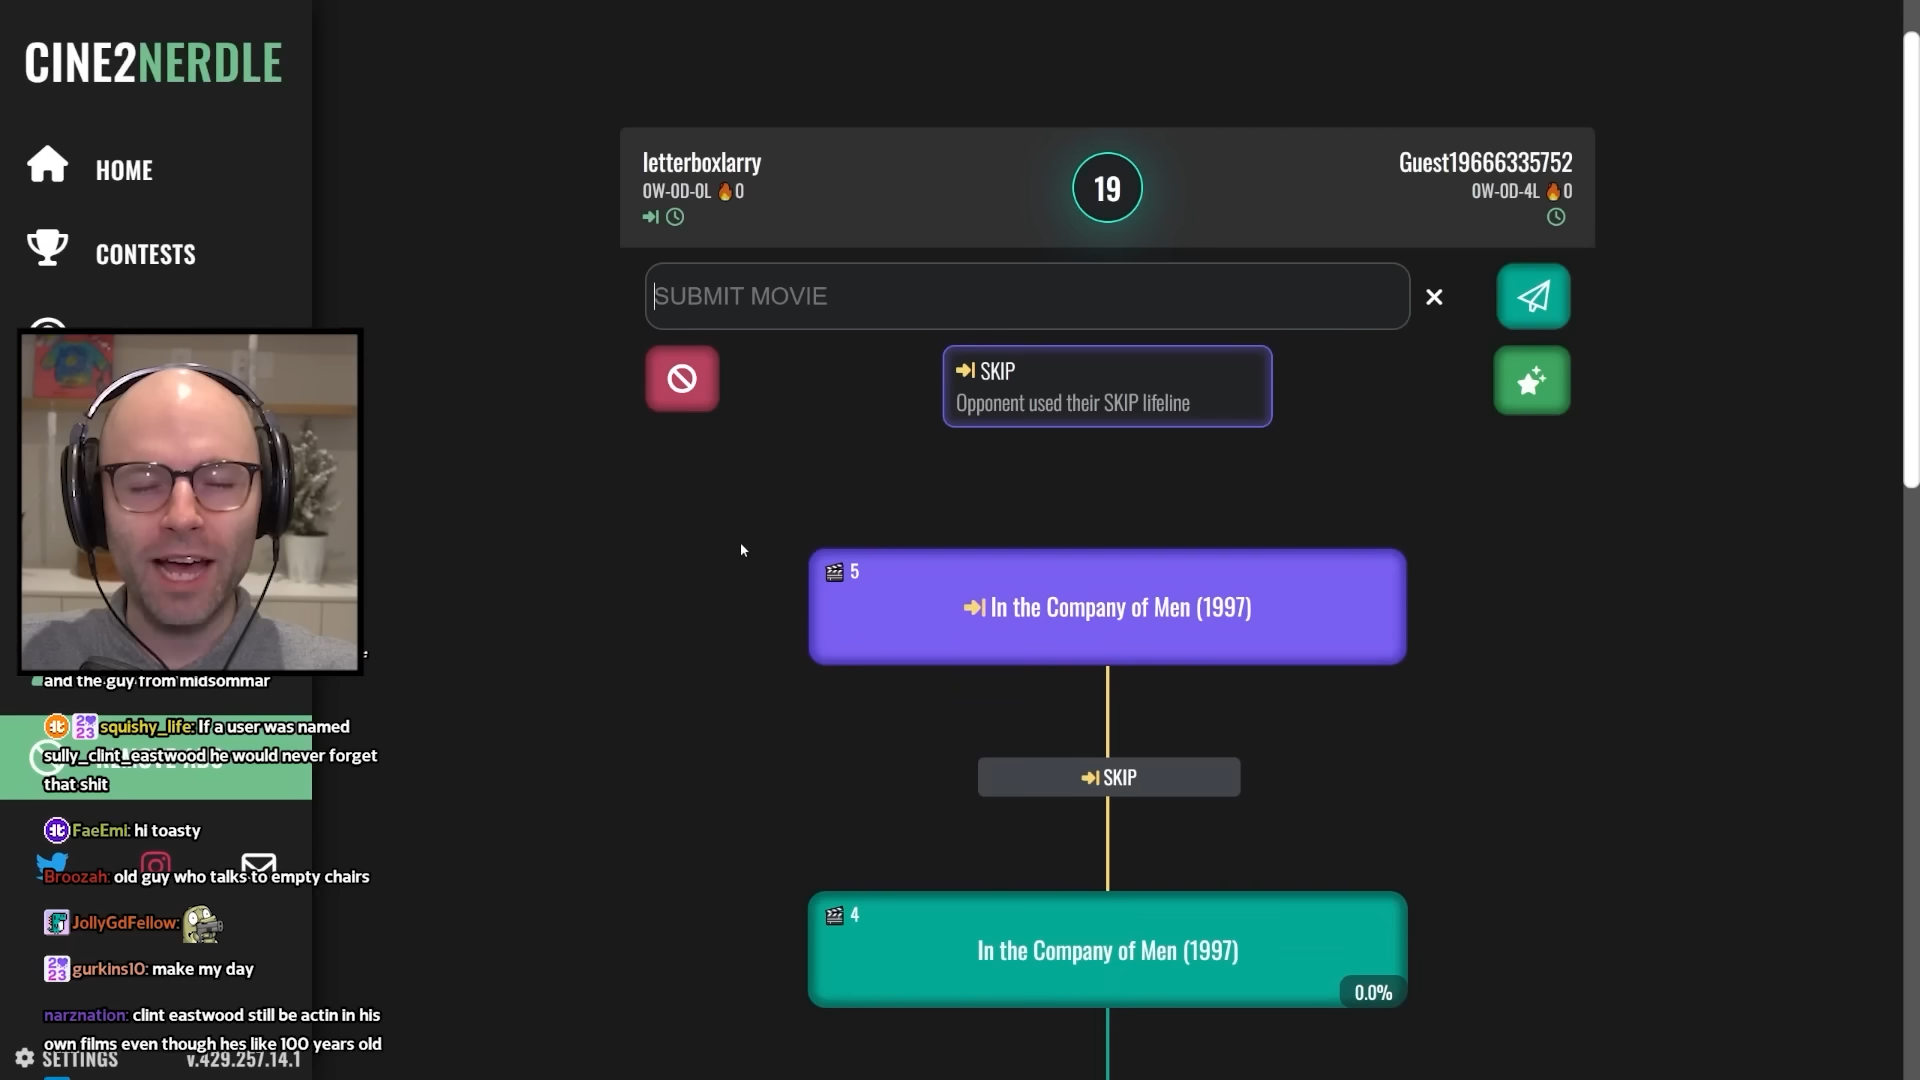 CINE2NERDLE
HOME
CONTESTS
letterboxlarry
0W-0D-0L 🔥0
19
Guest19666335752
0W-0D-4L 🔥0
SUBMIT MOVIE
SKIP
Opponent used their SKIP lifeline
5
In the Company of Men (1997)
SKIP
4
In the Company of Men (1997)
0.0%
and the guy from midsommar
squishy_life: If a user was named
sully_clint_eastwood he would never forget
that shit
FaeEmi: hi toasty
Broozah: old guy who talks to empty chairs
JollyGdFellow:
gurkins10: make my day
narznation: clint eastwood still be actin in his
own films even though hes like 100 years old
SETTINGS
v.429.257.14.1